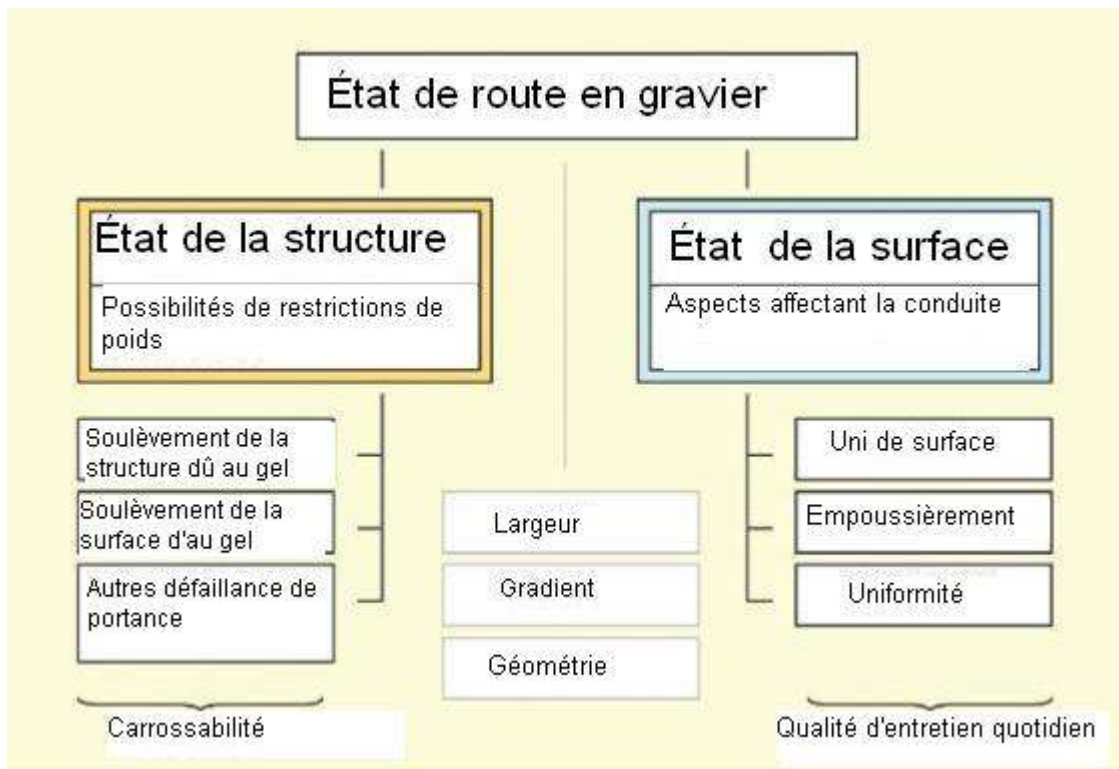 État de route en gravier
État de la structure
Possibilités de restrictions de
poids
État de la surface
Aspects affectant la conduite
Soulèvement de la
structure dû au gel
Soulèvement de la
surface d'au gel
Autres défaillance de
portance
Carrossabilité
Largeur
Gradient
Géométrie
Uni de surface
Empoussièrement
Uniformité
Qualité d'entretien quotidien